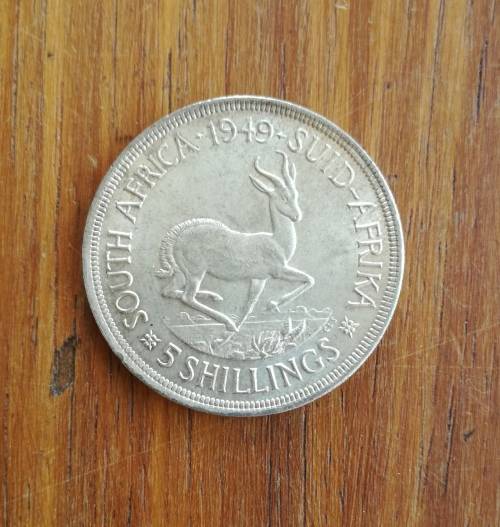 SOUTH AFRICA · 1949 · SUID-AFRIKA
5 SHILLINGS